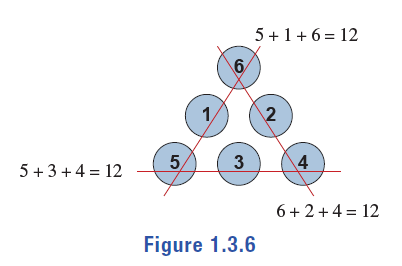 5 + 1 + 6 = 12
6
1 2
5 3 4
5 + 3 + 4 = 12
6 + 2 + 4 = 12
Figure 1.3.6